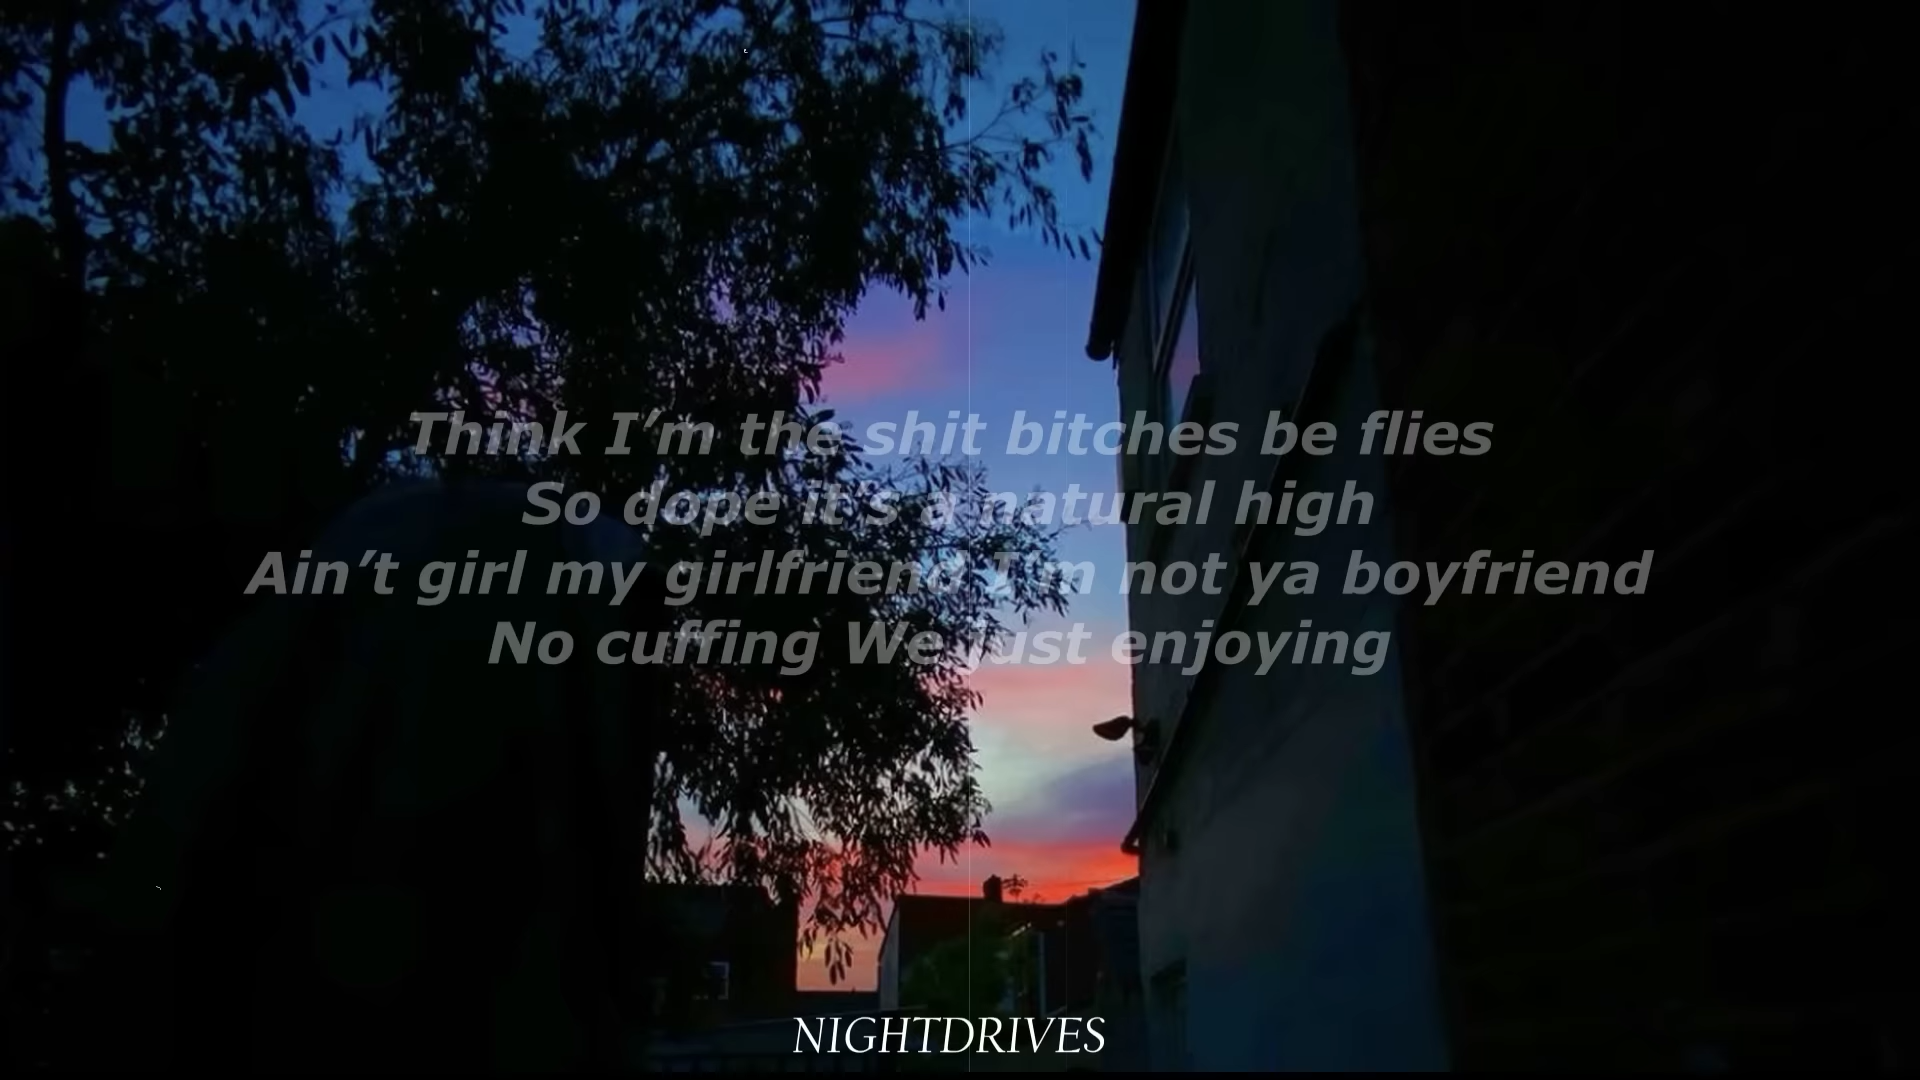 Think I’m the shit bitches be flies
So dope it’s a natural high
Ain’t girl my girlfriend I’m not ya boyfriend
No cuffing We just enjoying
NIGHTDRIVES